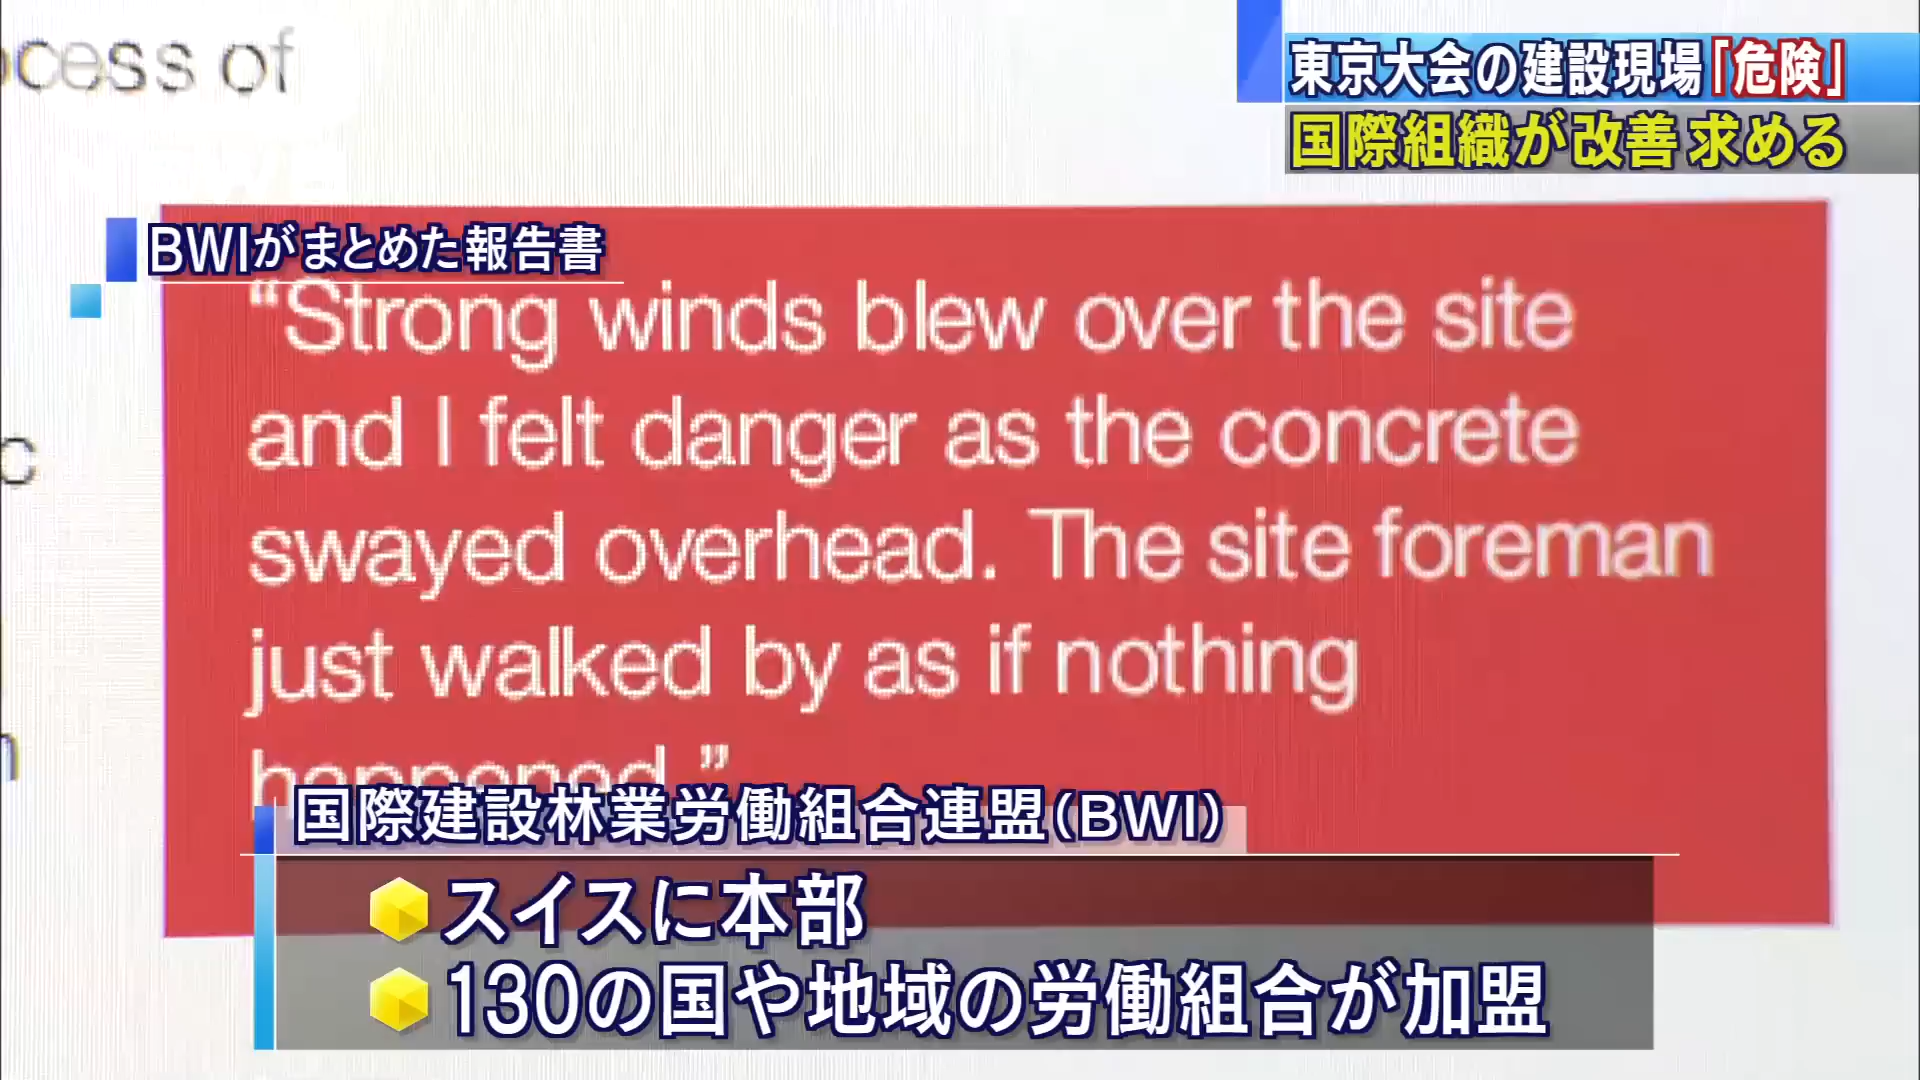 cess of
東京大会の建設現場「危険」
国際組織が改善求める
BWIがまとめた報告書
“Strong winds blew over the site
and I felt danger as the concrete
swayed overhead. The site foreman
just walked by as if nothing
happened.”
国際建設林業労働組合連盟（BWI）
スイスに本部
130の国や地域の労働組合が加盟